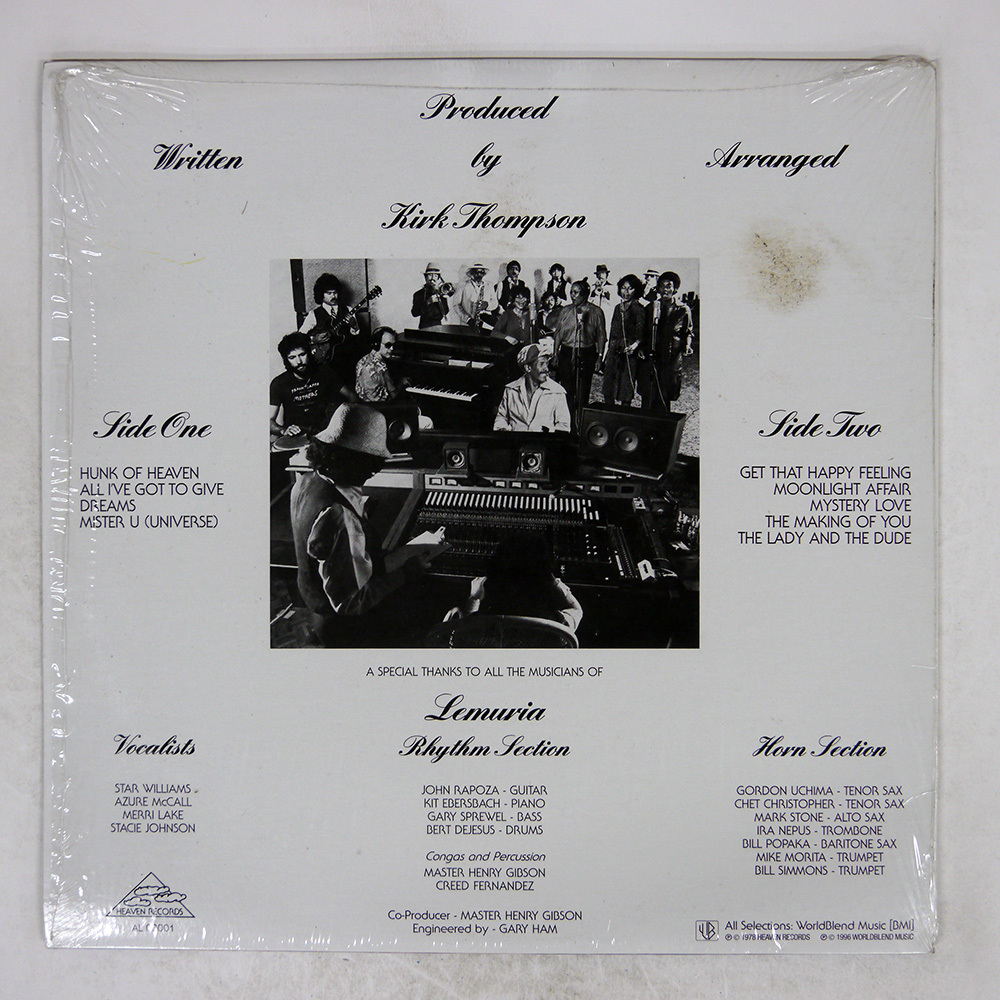 Produced
Written by Arranged
Kirk Thompson
Side One
HUNK OF HEAVEN
ALL I'VE GOT TO GIVE
DREAMS
MISTER U (UNIVERSE)
Side Two
GET THAT HAPPY FEELING
MOONLIGHT AFFAIR
MYSTERY LOVE
THE MAKING OF YOU
THE LADY AND THE DUDE
A SPECIAL THANKS TO ALL THE MUSICIANS OF
Lemuria
Vocalists
STAR WILLIAMS
AZURE McCALL
MERRI LAKE
STACIE JOHNSON
Rhythm Section
JOHN RAPOZA - GUITAR
KIT EBERSBACH - PIANO
GARY SPREWEL - BASS
BERT DEJESUS - DRUMS
Congas and Percussion
MASTER HENRY GIBSON
CREED FERNANDEZ
Co-Producer - MASTER HENRY GIBSON
Engineered by - GARY HAM
Horn Section
GORDON UCHIMA - TENOR SAX
CHET CHRISTOPHER - TENOR SAX
MARK STONE - ALTO SAX
IRA NEPUS - TROMBONE
BILL POPAKA - BARITONE SAX
MIKE MORITA - TRUMPET
BILL SIMMONS - TRUMPET
HEAVEN RECORDS
AL
All Selections: WorldBlend Music [BMI]
℗ © 1978 HEAVEN RECORDS ℗ © 1996 WORLDBLEND MUSIC